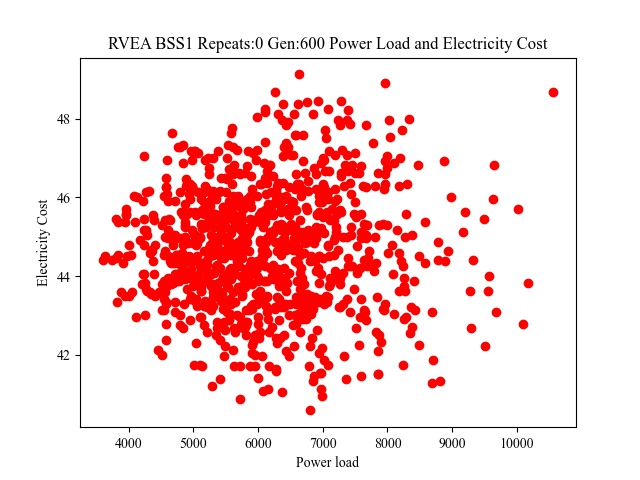 RVEA BSS1 Repeats:0 Gen:600 Power Load and Electricity Cost
48
46
44
42
Electricity Cost
4000 5000 6000 7000 8000 9000 10000
Power load